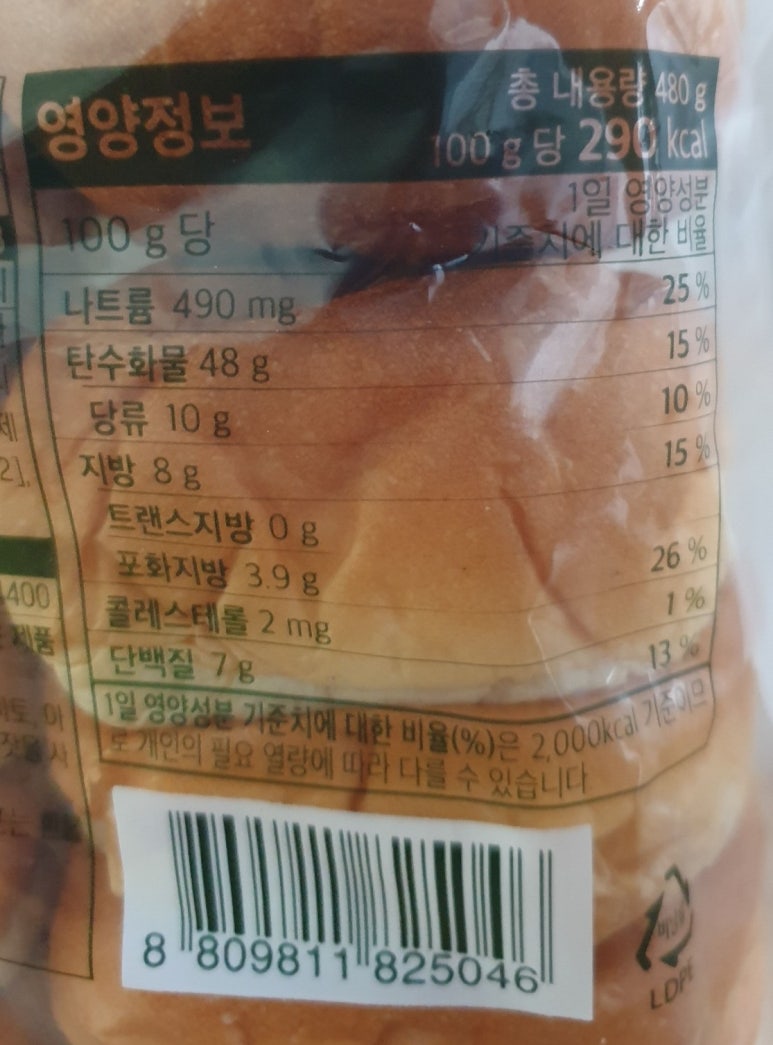 영양정보
총 내용량 480 g
100 g 당 290 kcal
100 g 당
1일 영양성분
기준치에 대한 비율
나트륨 490 mg 25 %
탄수화물 48 g 15 %
당류 10 g 10 %
지방 8 g 15 %
트랜스지방 0 g
포화지방 3.9 g 26 %
콜레스테롤 2 mg 1 %
단백질 7 g 13 %
1일 영양성분 기준치에 대한 비율(%)은 2,000kcal 기준이므
로 개인의 필요 열량에 따라 다를 수 있습니다
제
2].
400
제품
8 809811 825046
LDPE